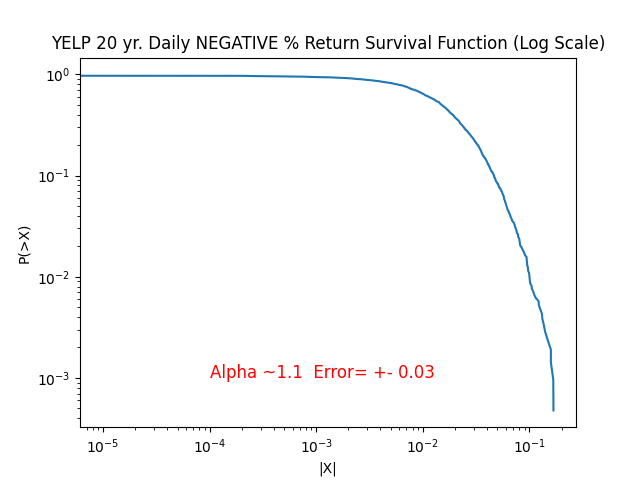 YELP 20 yr. Daily NEGATIVE % Return Survival Function (Log Scale)
10⁰
10⁻¹
10⁻²
10⁻³
P(>X)
Alpha ~1.1  Error= +- 0.03
10⁻⁵ 10⁻⁴ 10⁻³ 10⁻² 10⁻¹
|X|